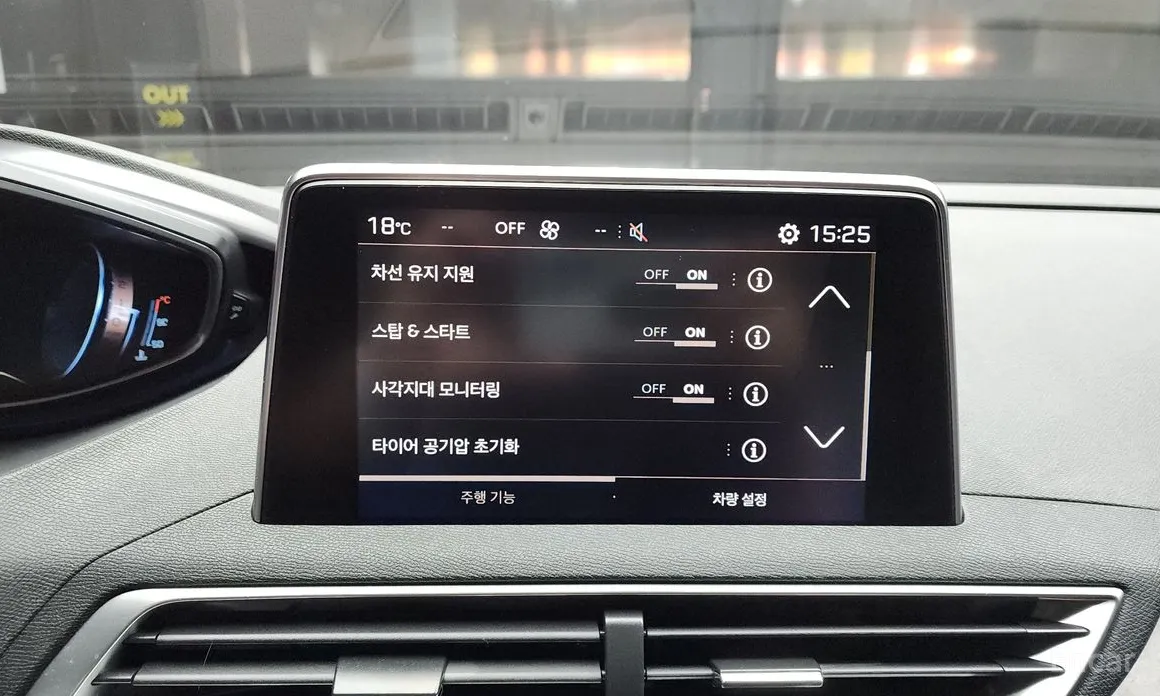 OUT
18°C -- OFF -- 15:25
차선 유지 지원 OFF ON
스탑 & 스타트 OFF ON
사각지대 모니터링 OFF ON
타이어 공기압 초기화
주행 기능 차량 설정
°C
car